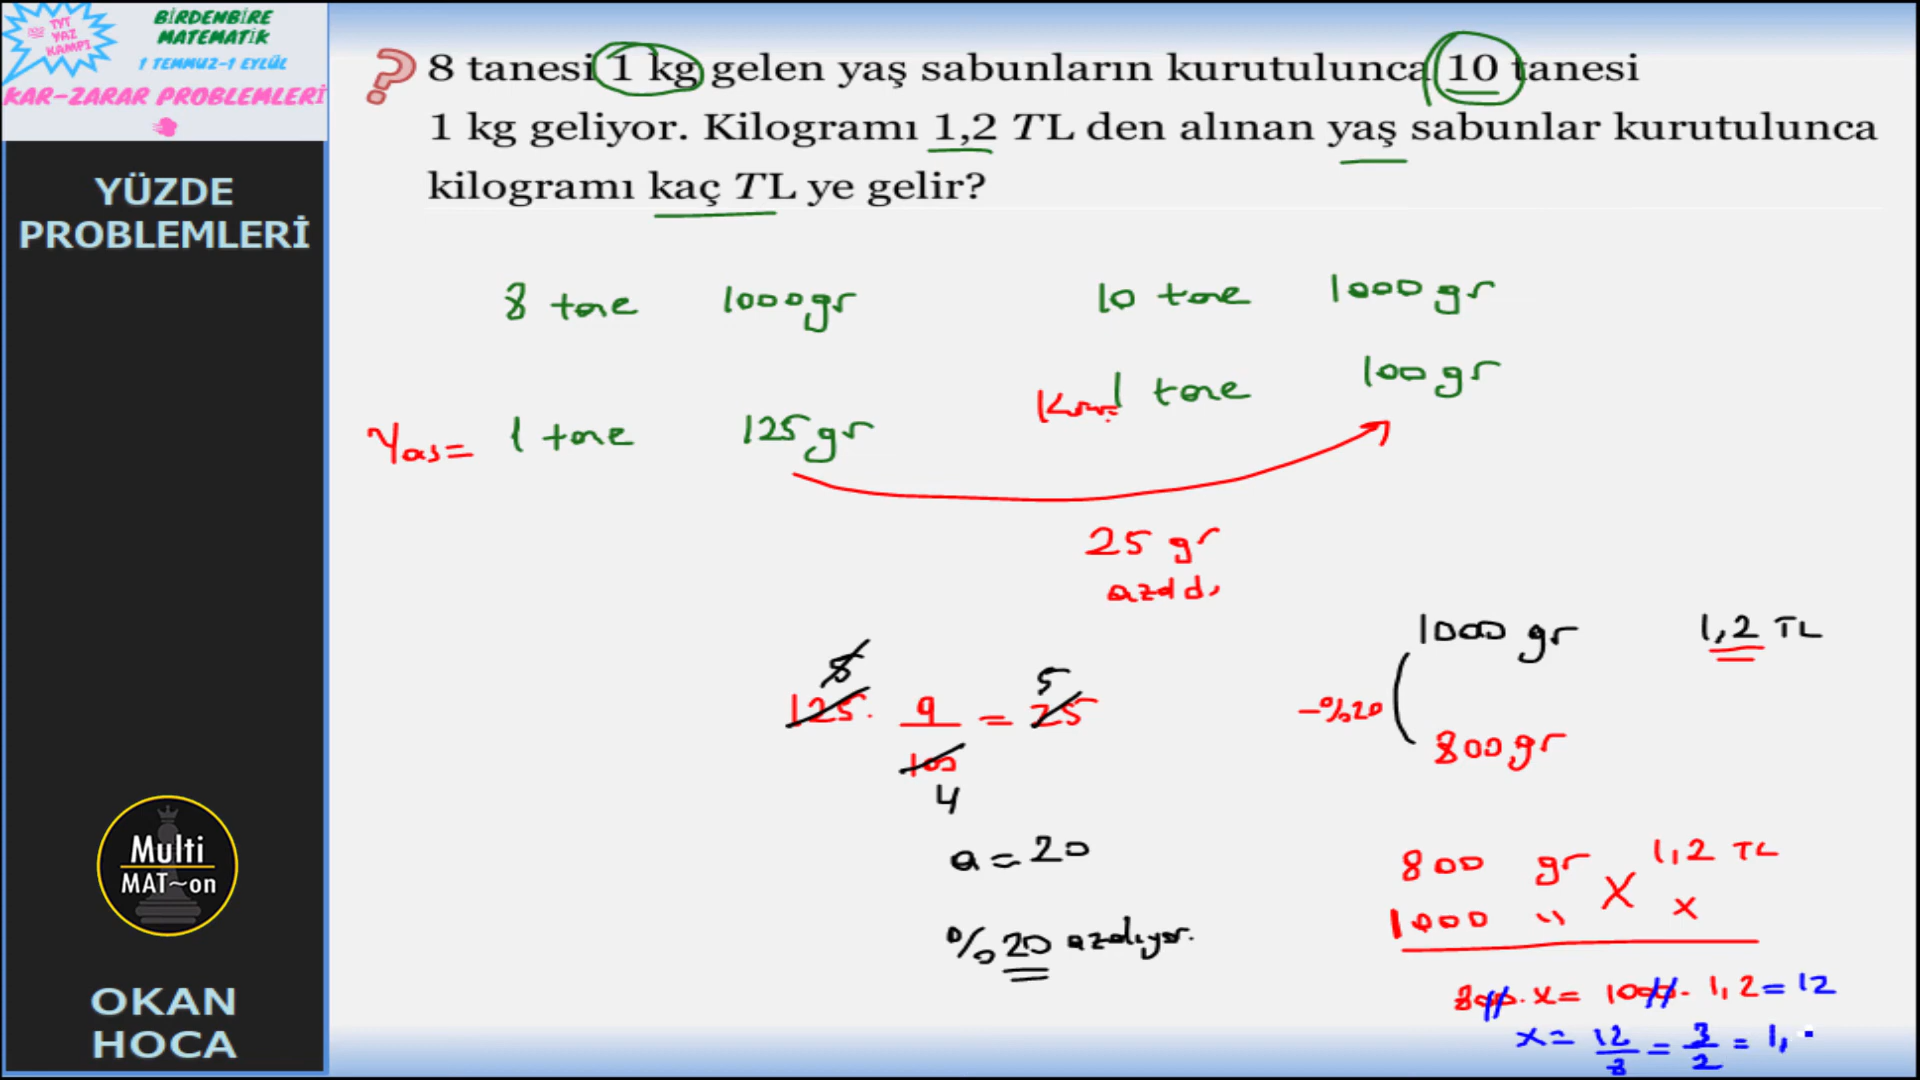 TYT
YAZ
KAMPI
BİRDENBİRE
MATEMATİK
1 TEMMUZ-1 EYLÜL
KAR-ZARAR PROBLEMLERİ
YÜZDE
PROBLEMLERİ
8 tanesi 1 kg gelen yaş sabunların kurutulunca 10 tanesi
1 kg geliyor. Kilogramı 1,2 TL den alınan yaş sabunlar kurutulunca
kilogramı kaç TL ye gelir?
8 tane 1000gr
10 tane 1000gr
Kuru 1 tane 100gr
Yaş= 1 tane 125gr
25 gr
azaldı
1000 gr 1,2 TL
-%20
800gr
8 5
125. a/100 = 25
4
a=20
%20 azalıyor.
800 gr 1,2 TL
1000 " x
800.x= 1000.1,2=12
x= 12/8 = 3/2 = 1,
Multi
MAT~on
OKAN
HOCA